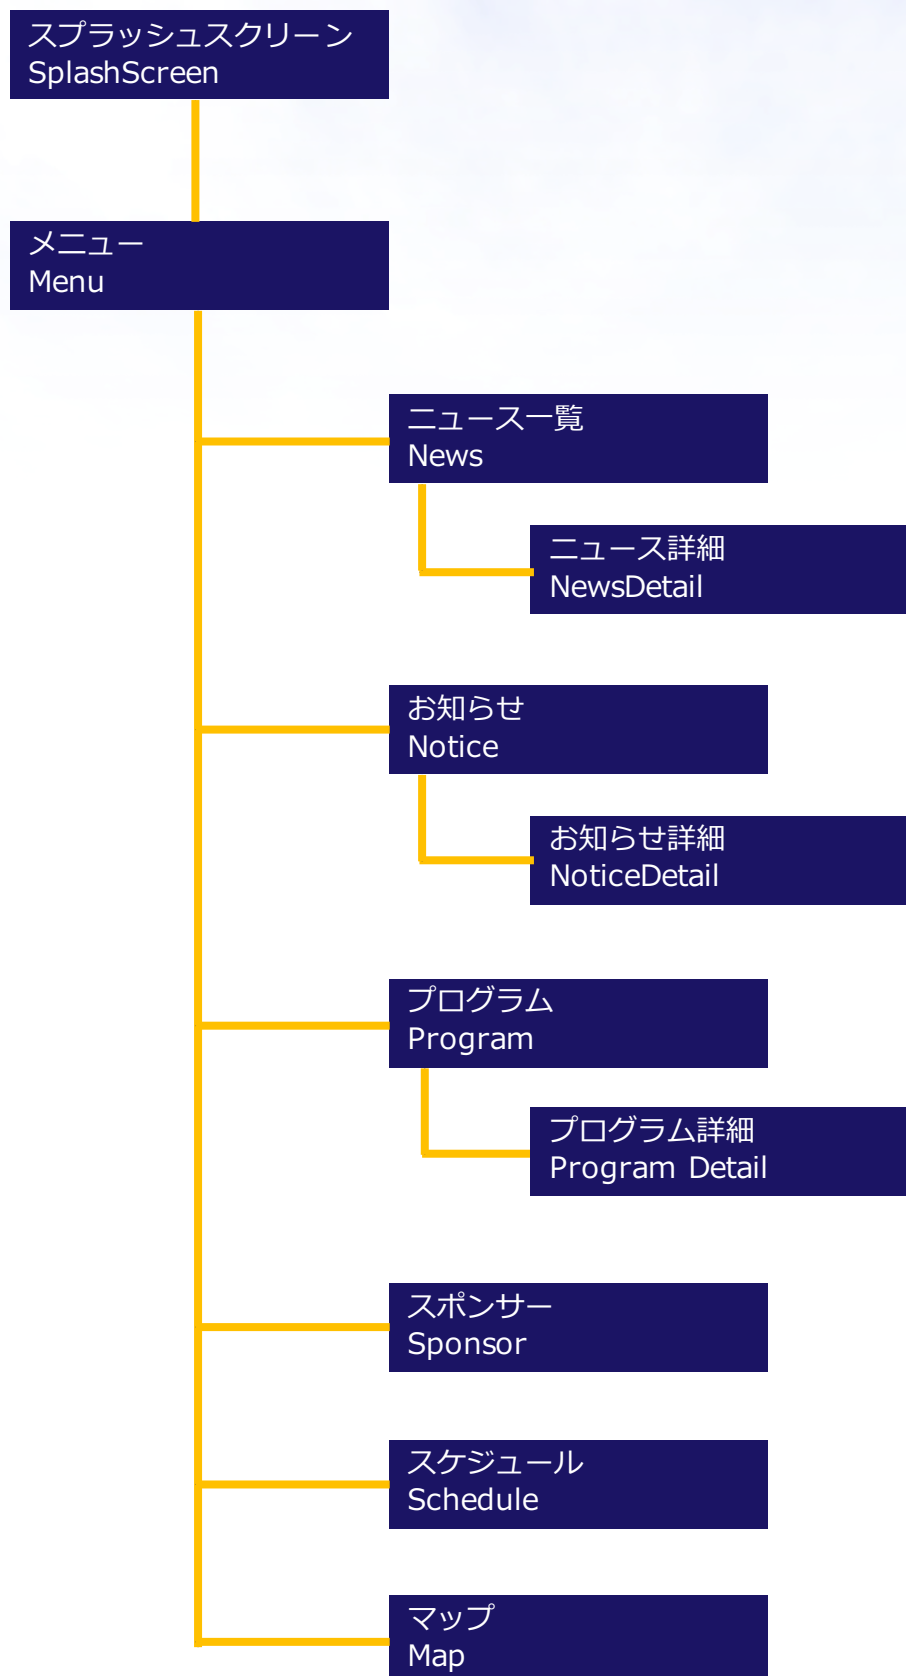 スプラッシュスクリーン
SplashScreen
メニュー
Menu
ニュース一覧
News
ニュース詳細
NewsDetail
お知らせ
Notice
お知らせ詳細
NoticeDetail
プログラム
Program
プログラム詳細
Program Detail
スポンサー
Sponsor
スケジュール
Schedule
マップ
Map